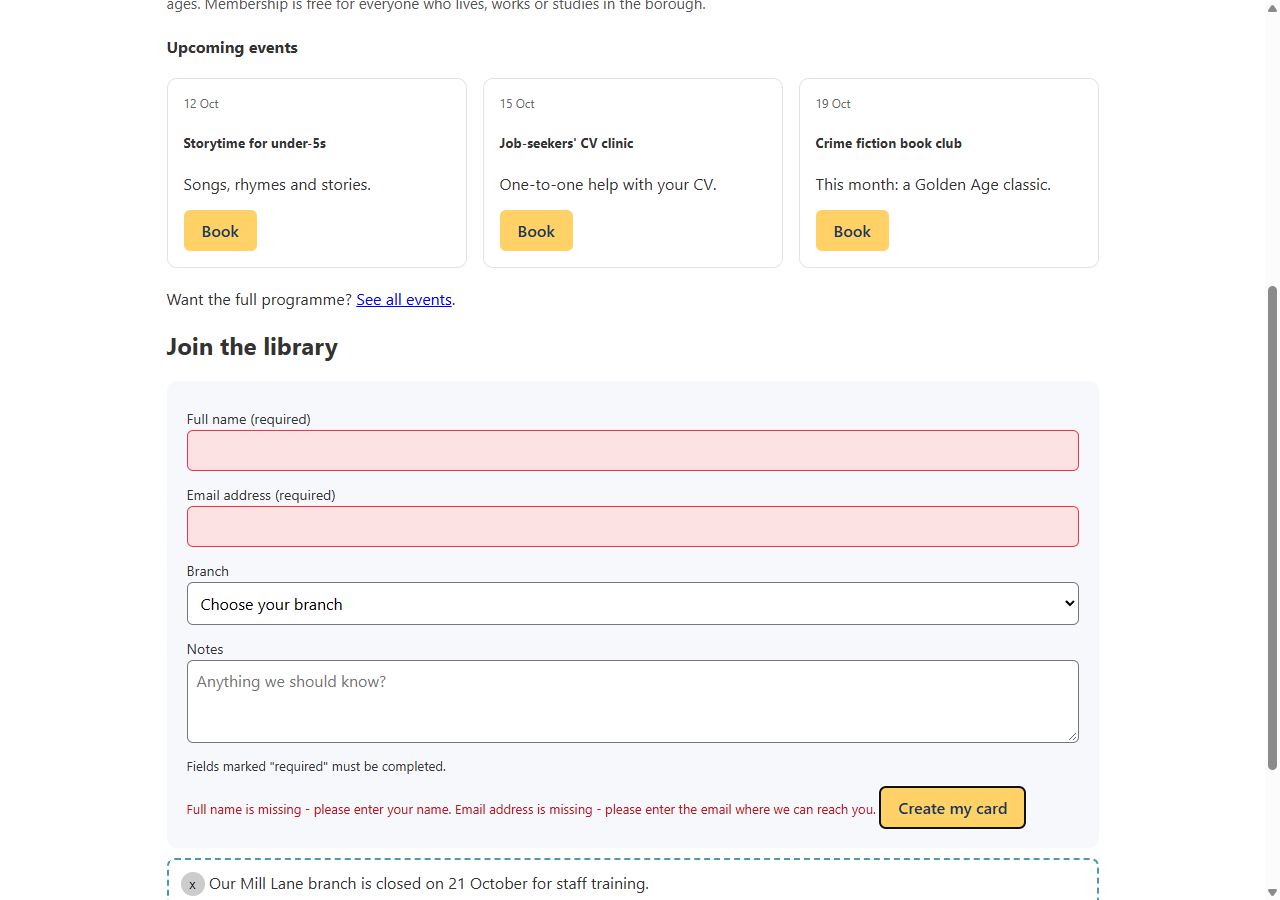 ages. Membership is free for everyone who lives, works or studies in the borough.
Upcoming events
12 Oct
Storytime for under-5s
Songs, rhymes and stories.
Book
15 Oct
Job-seekers' CV clinic
One-to-one help with your CV.
Book
19 Oct
Crime fiction book club
This month: a Golden Age classic.
Book
Want the full programme? See all events.
Join the library
Full name (required)
Email address (required)
Branch
Choose your branch
Notes
Anything we should know?
Fields marked "required" must be completed.
Full name is missing - please enter your name. Email address is missing - please enter the email where we can reach you. Create my card
x Our Mill Lane branch is closed on 21 October for staff training.